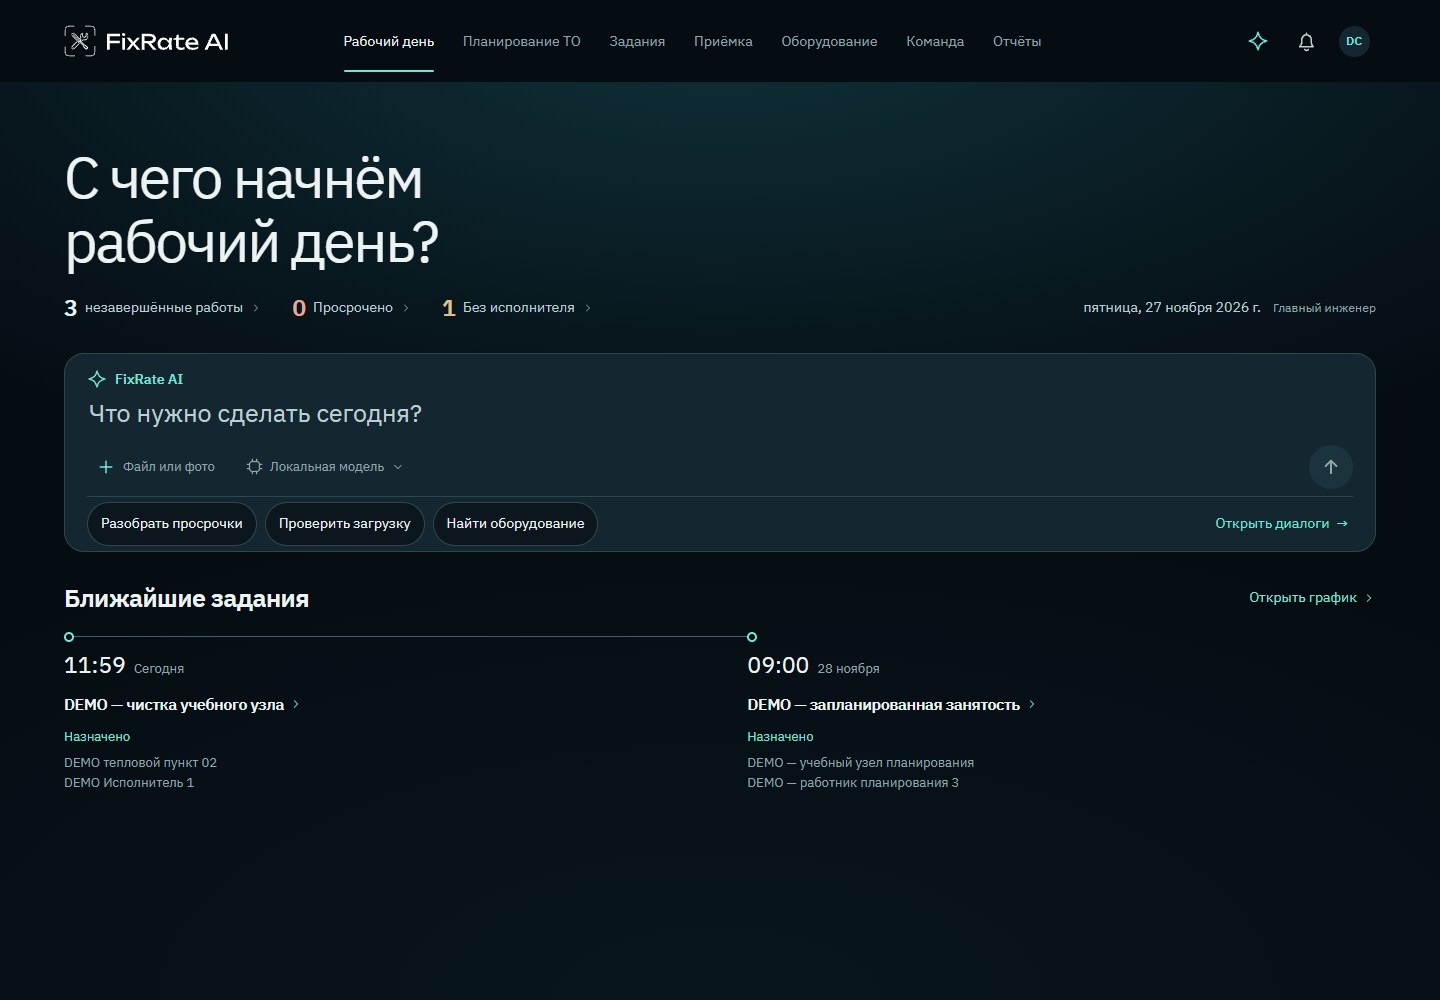 FixRate AI
Рабочий день Планирование ТО Задания Приёмка Оборудование Команда Отчёты DC
С чего начнём
рабочий день?
3 незавершённые работы 0 Просрочено 1 Без исполнителя пятница, 27 ноября 2026 г. Главный инженер
FixRate AI
Что нужно сделать сегодня?
Файл или фото Локальная модель
Разобрать просрочки Проверить загрузку Найти оборудование Открыть диалоги →
Ближайшие задания Открыть график
11:59 Сегодня
DEMO — чистка учебного узла
Назначено
DEMO тепловой пункт 02
DEMO Исполнитель 1
09:00 28 ноября
DEMO — запланированная занятость
Назначено
DEMO — учебный узел планирования
DEMO — работник планирования 3